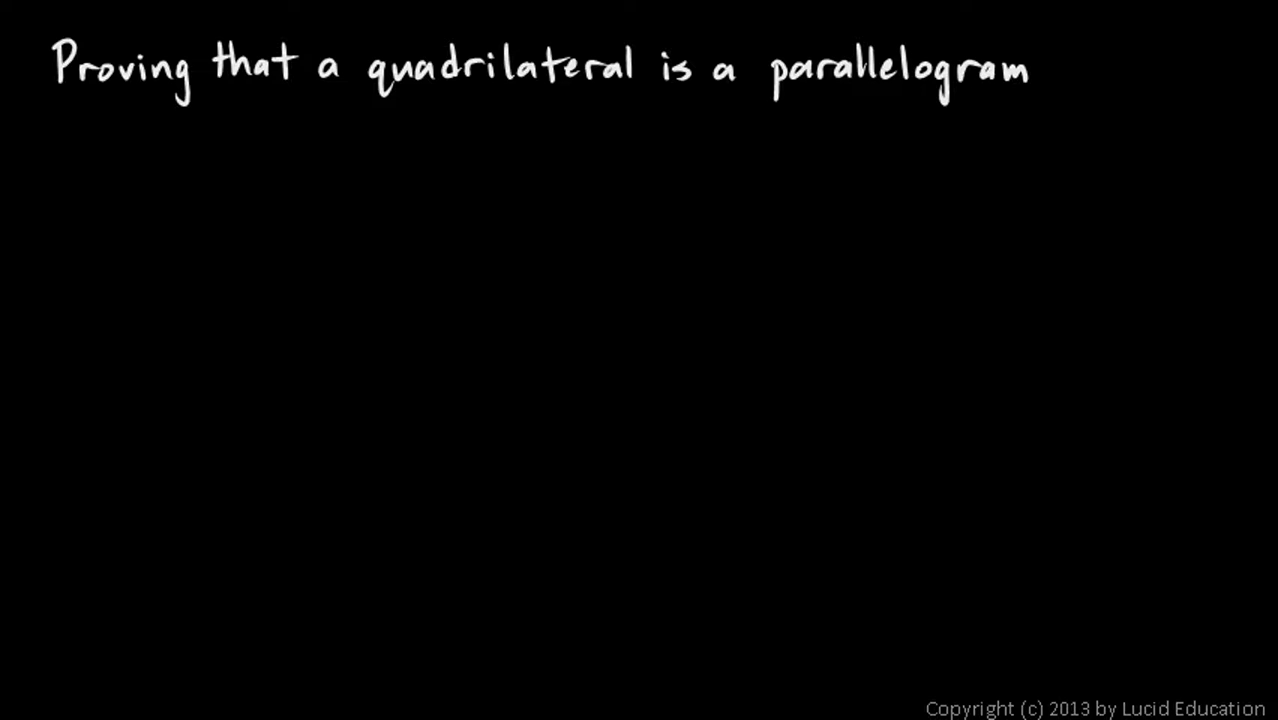 Proving that a quadrilateral is a parallelogram
Copyright (c) 2013 by Lucid Education